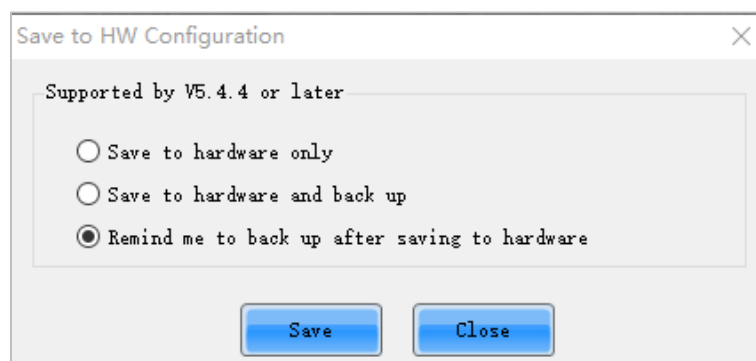 Save to HW Configuration
Supported by V5.4.4 or later
Save to hardware only
Save to hardware and back up
Remind me to back up after saving to hardware
Save Close